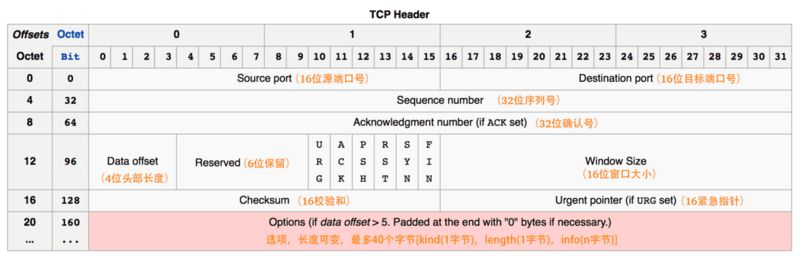 TCP Header
Offsets Octet 0 1 2 3
Octet Bit 0 1 2 3 4 5 6 7 8 9 10 11 12 13 14 15 16 17 18 19 20 21 22 23 24 25 26 27 28 29 30 31
0 0 Source port (16位源端口号) Destination port (16位目标端口号)
4 32 Sequence number (32位序列号)
8 64 Acknowledgment number (if ACK set) (32位确认号)
12 96 Data offset (4位头部长度) Reserved (6位保留) URG ACK PSH RST SYN FIN Window Size (16位窗口大小)
16 128 Checksum (16校验和) Urgent pointer (if URG set) (16紧急指针)
20 160 Options (if data offset > 5. Padded at the end with "0" bytes if necessary.)
... ... 选项,长度可变,最多40个字节[kind(1字节),length(1字节),info(n字节)]